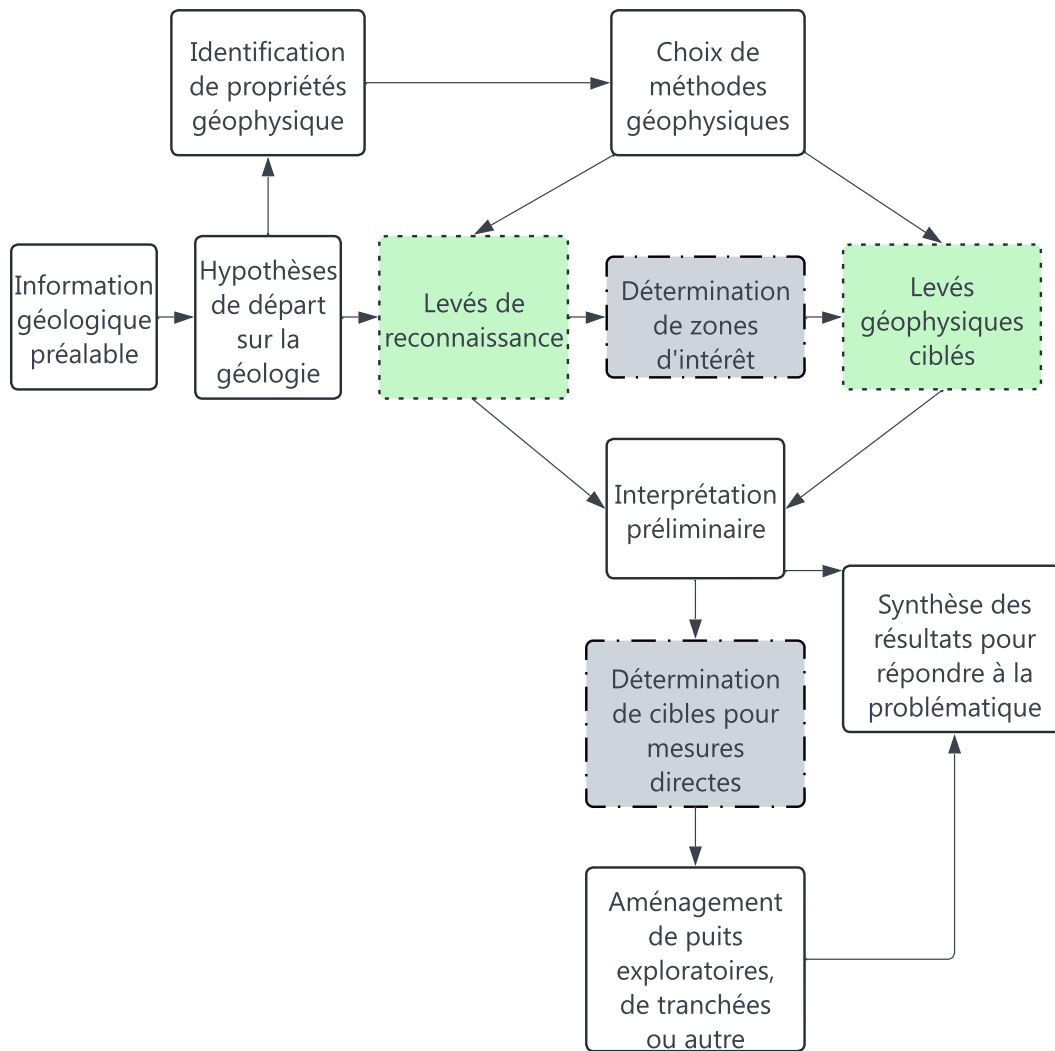 Identification
de propriétés
géophysique
Choix de
méthodes
géophysiques
Information
géologique
préalable
Hypothèses
de départ
sur la
géologie
Levés de
reconnaissance
Détermination
de zones
d'intérêt
Levés
géophysiques
ciblés
Interprétation
préliminaire
Synthèse des
résultats pour
répondre à la
problématique
Détermination
de cibles pour
mesures
directes
Aménagement
de puits
exploratoires,
de tranchées
ou autre